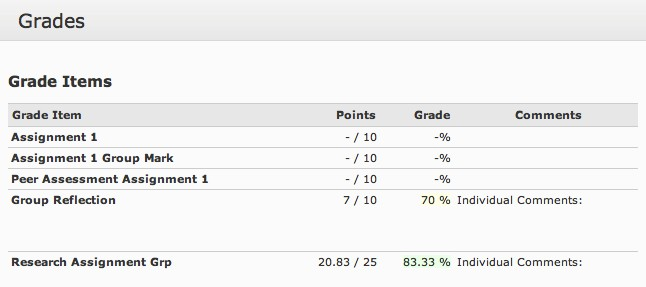 Grades
Grade Items
Grade Item Points Grade Comments
Assignment 1 - / 10 -%
Assignment 1 Group Mark - / 10 -%
Peer Assessment Assignment 1 - / 10 -%
Group Reflection 7 / 10 70 % Individual Comments:
Research Assignment Grp 20.83 / 25 83.33 % Individual Comments: